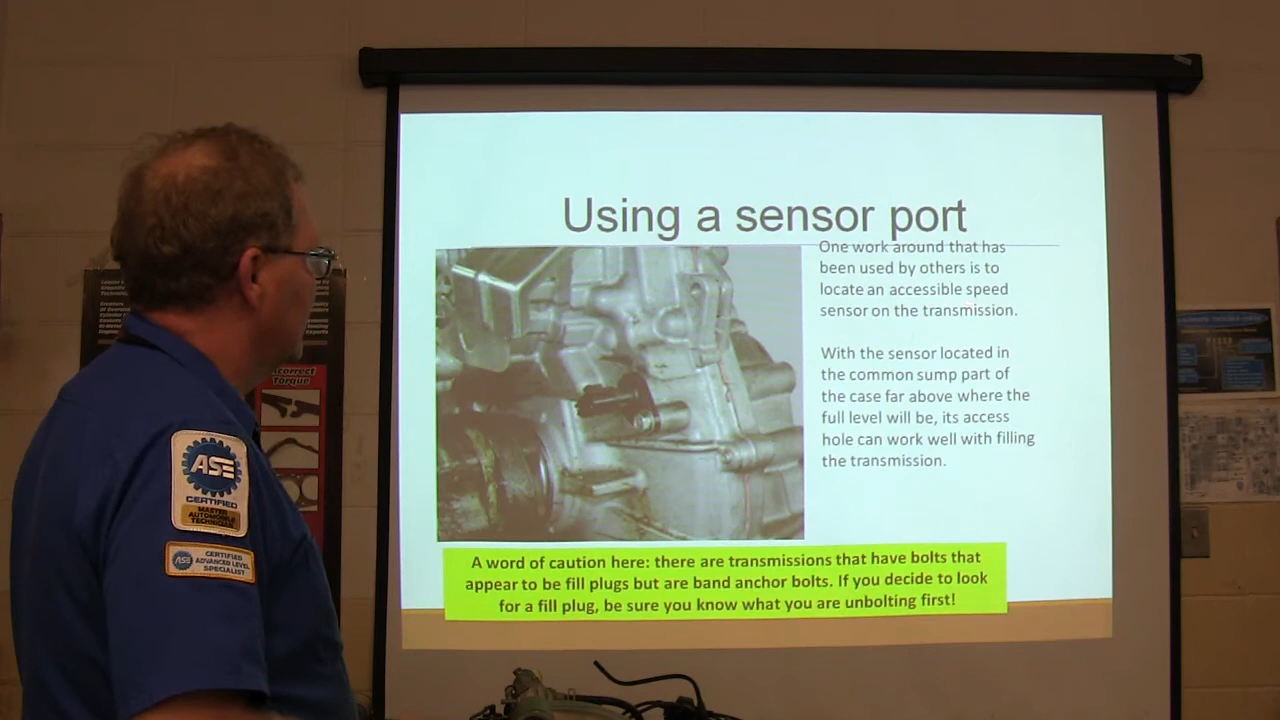 Using a sensor port
One work around that has
been used by others is to
locate an accessible speed
sensor on the transmission.
With the sensor located in
the common sump part of
the case far above where the
full level will be, its access
hole can work well with filling
the transmission.
A word of caution here: there are transmissions that have bolts that
appear to be fill plugs but are band anchor bolts. If you decide to look
for a fill plug, be sure you know what you are unbolting first!
ASE
CERTIFIED
MASTER
AUTOMOBILE
TECHNICIAN
ASE
CERTIFIED
ADVANCED LEVEL
SPECIALIST
Torque